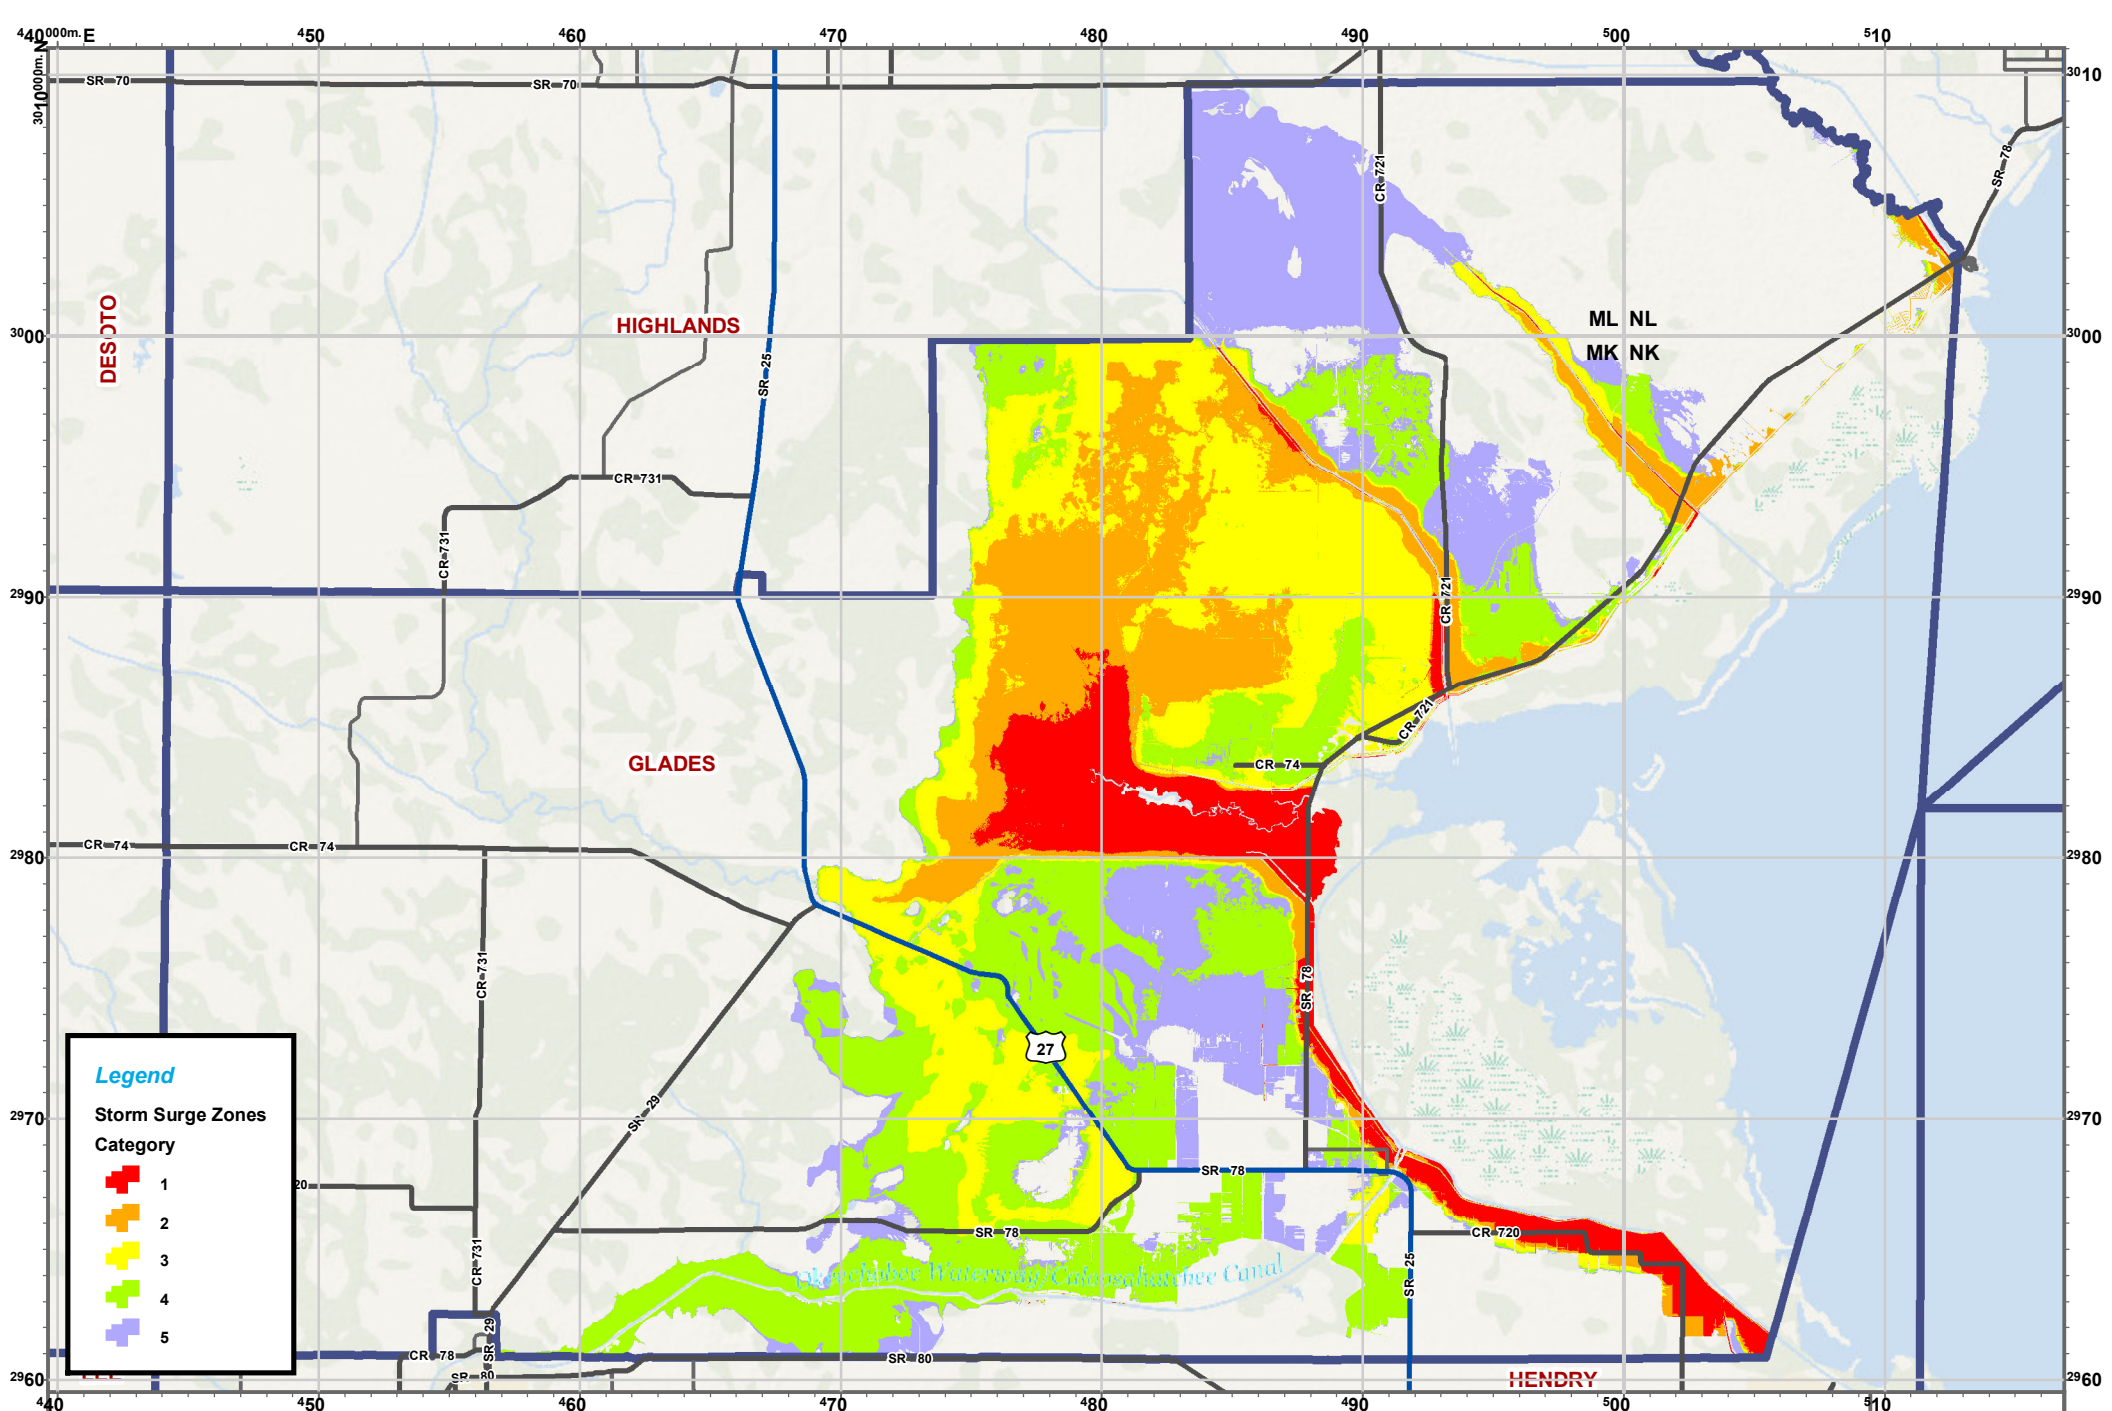 440000m. E 450 460 470 480 490 500 510
3010000m. N
SR 70
SR 70
3010
CR 721
SR 78
DESOTO
HIGHLANDS
SR 25
ML NL
MK NK
3000
3000
CR 731
CR 731
2990
2990
CR 721
CR 721
GLADES
CR 74
CR 74
CR 74
2980
2980
CR 731
SR 78
27
SR 29
2970
2970
SR 78
SR 78
CR 720
20
CR 731
SR 25
Okeechobee Waterway/Caloosahatchee Canal
Legend
Storm Surge Zones
Category
1
2
3
4
5
SR 29
CR 78
SR 80
SR 80
HENDRY
2960
2960
440 450 460 470 480 490 500 510